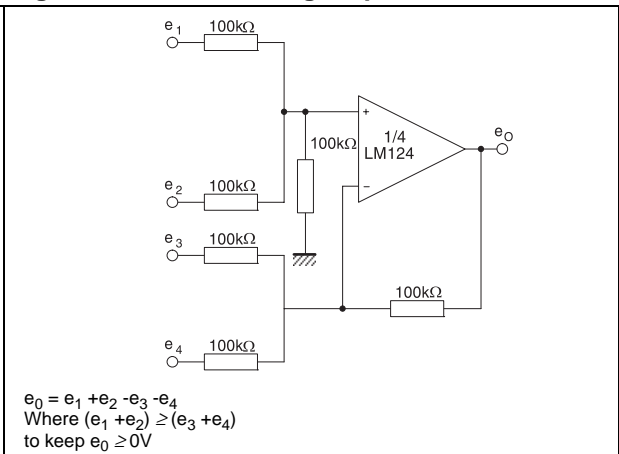 e1
100kΩ
100kΩ
1/4
LM124
+
-
eO
e2
100kΩ
e3
100kΩ
100kΩ
e4
100kΩ
e0 = e1 +e2 -e3 -e4
Where (e1 +e2) ≥ (e3 +e4)
to keep e0 ≥ 0V